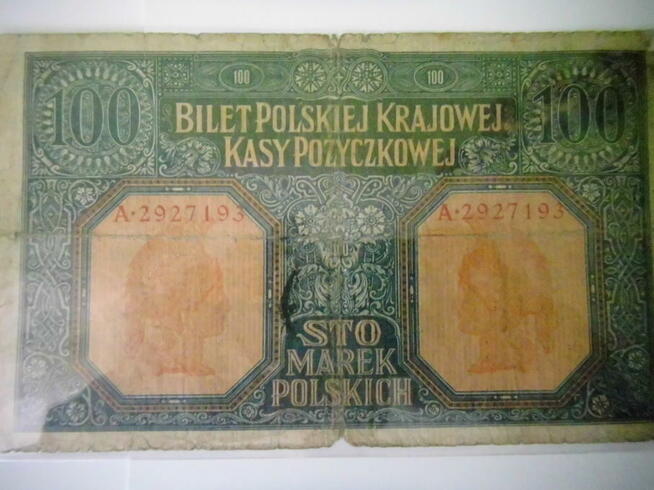 100 100
100 100
BILET POLSKIEJ KRAJOWEJ
KASY POŻYCZKOWEJ
A·2927193 A·2927193
STO
MAREK
POLSKICH